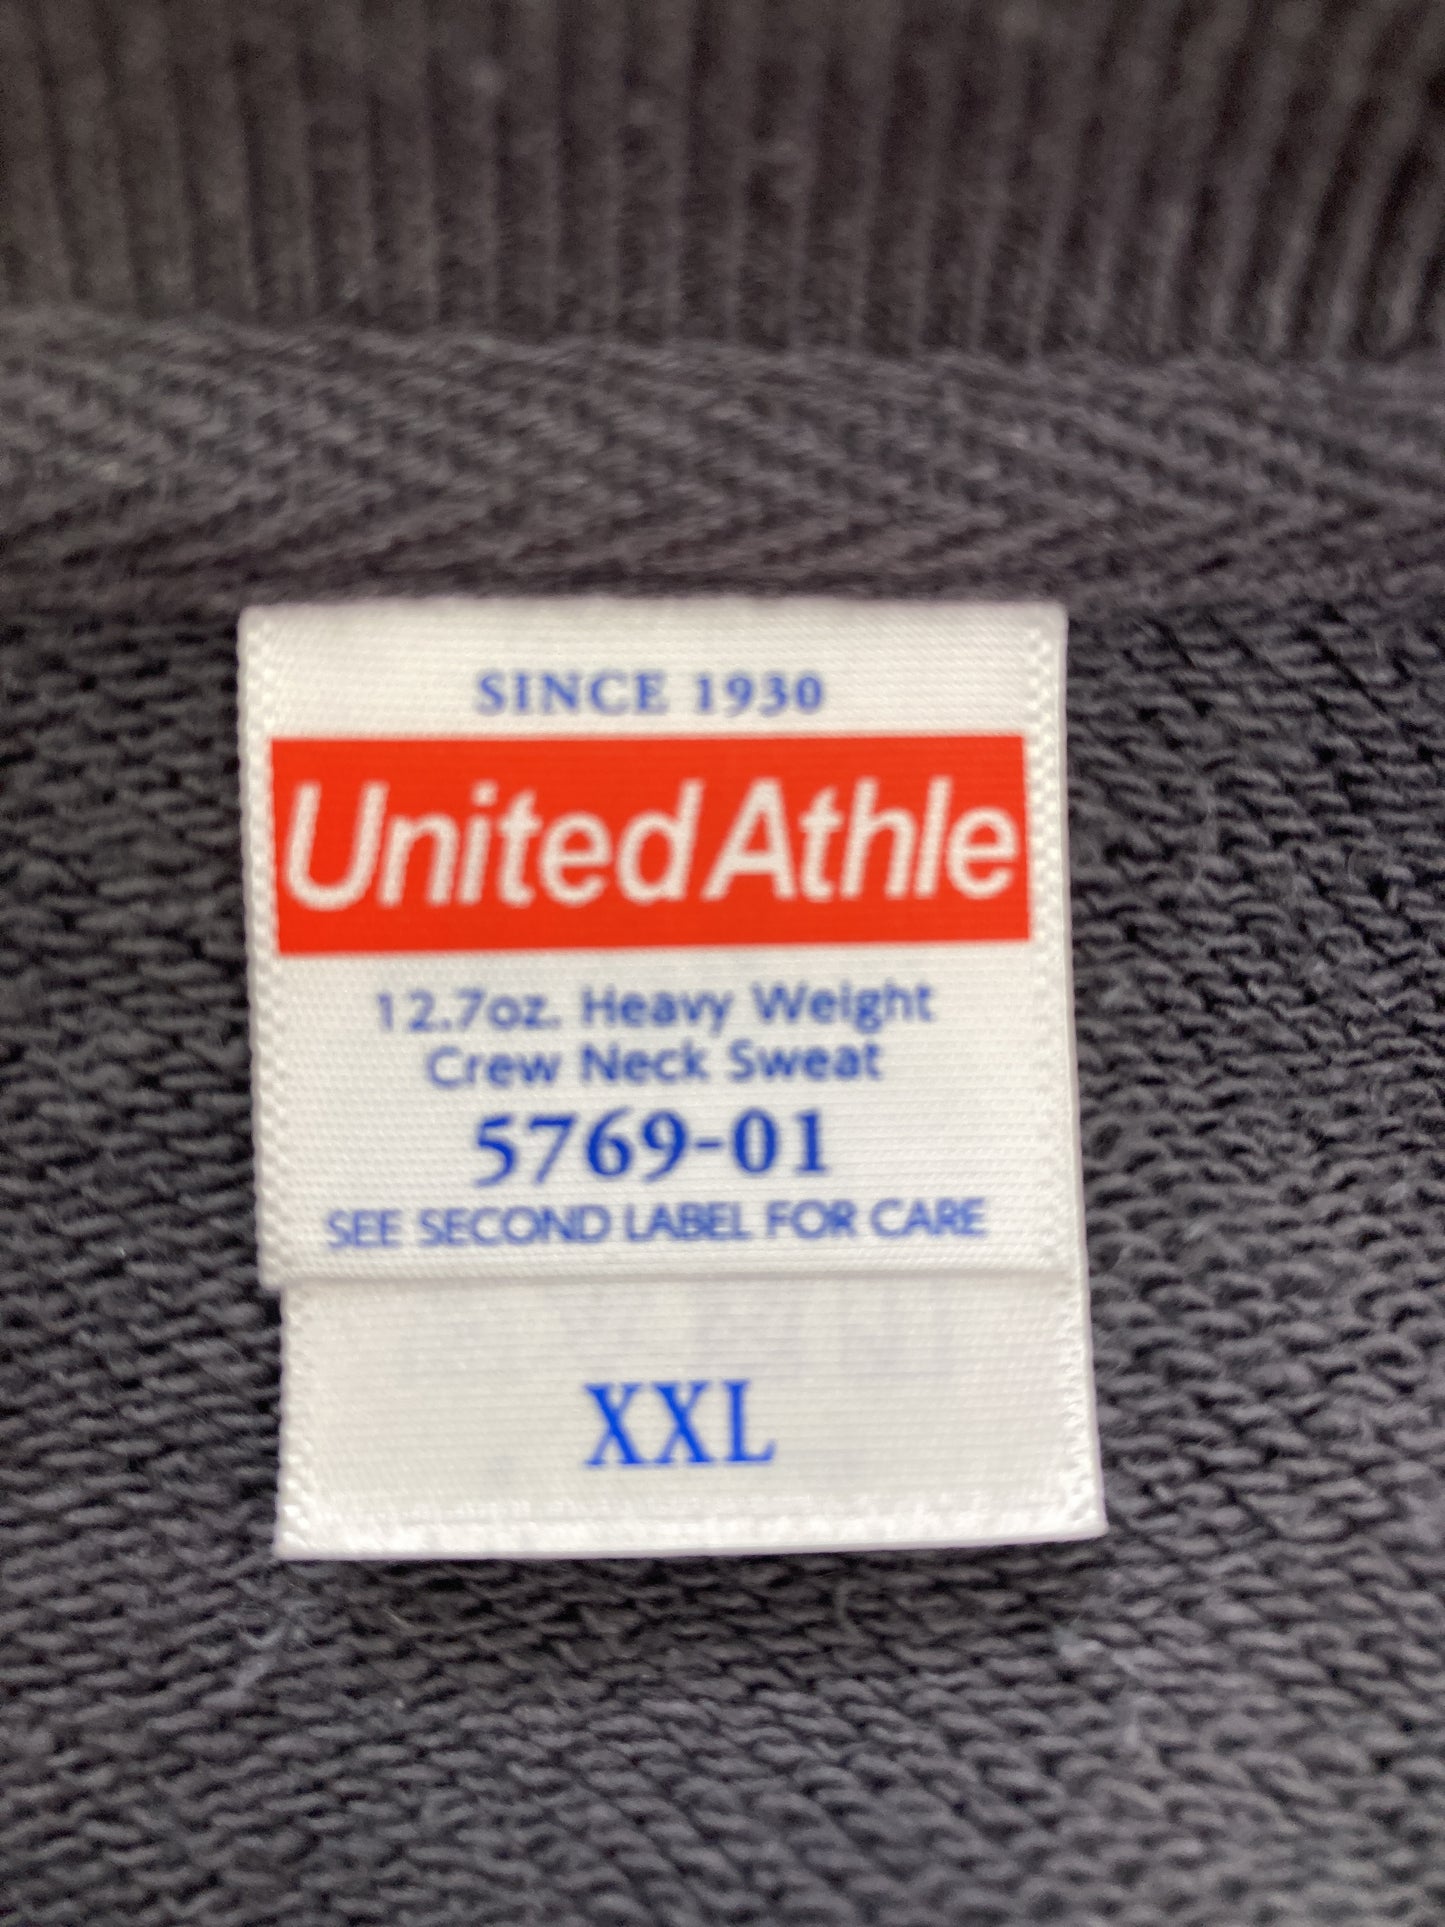 SINCE 1930
United Athle
12.7oz. Heavy Weight
Crew Neck Sweat
5769-01
SEE SECOND LABEL FOR CARE
XXL